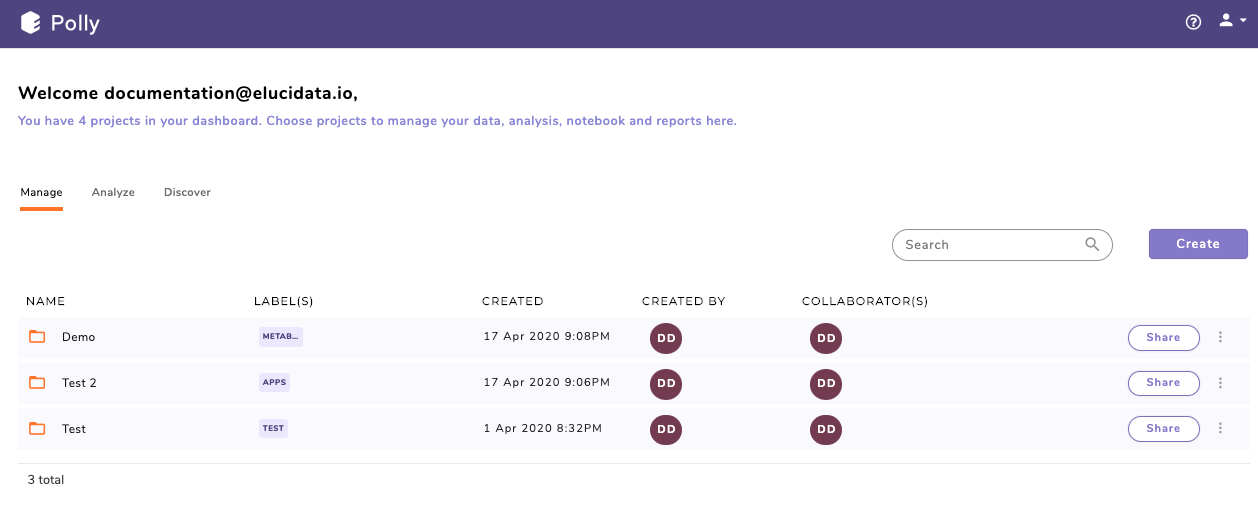 Polly
Welcome documentation@elucidata.io,
You have 4 projects in your dashboard. Choose projects to manage your data, analysis, notebook and reports here.
Manage Analyze Discover
Search Create
NAME LABEL(S) CREATED CREATED BY COLLABORATOR(S)
Demo METAB... 17 Apr 2020 9:08PM DD DD Share
Test 2 APPS 17 Apr 2020 9:06PM DD DD Share
Test TEST 1 Apr 2020 8:32PM DD DD Share
3 total